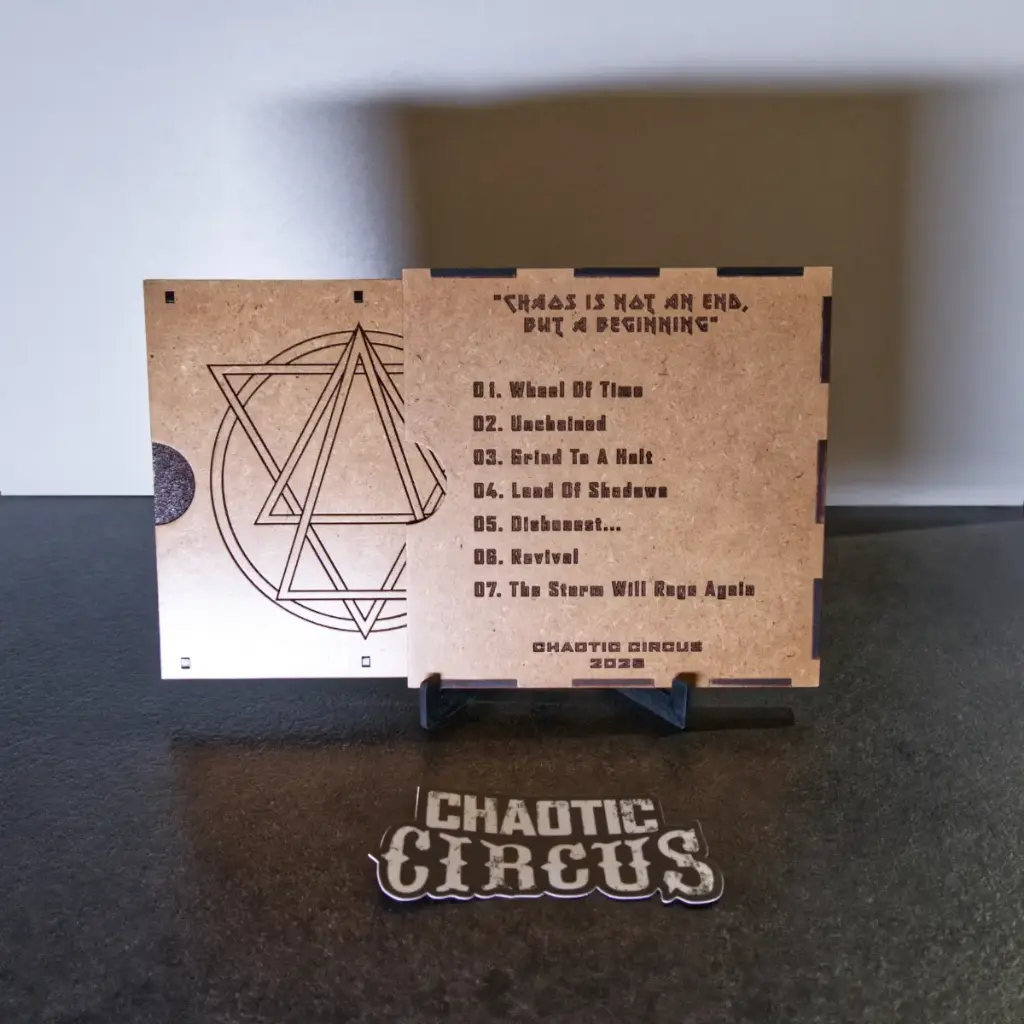 "CHAOS IS NOT AN END,
BUT A BEGINNING"
01. Wheel Of Time
02. Unchained
03. Grind To A Halt
04. Land Of Shadows
05. Dishonest...
06. Revival
07. The Storm Will Rage Again
CHAOTIC CIRCUS
2025
CHAOTIC
CIRCUS